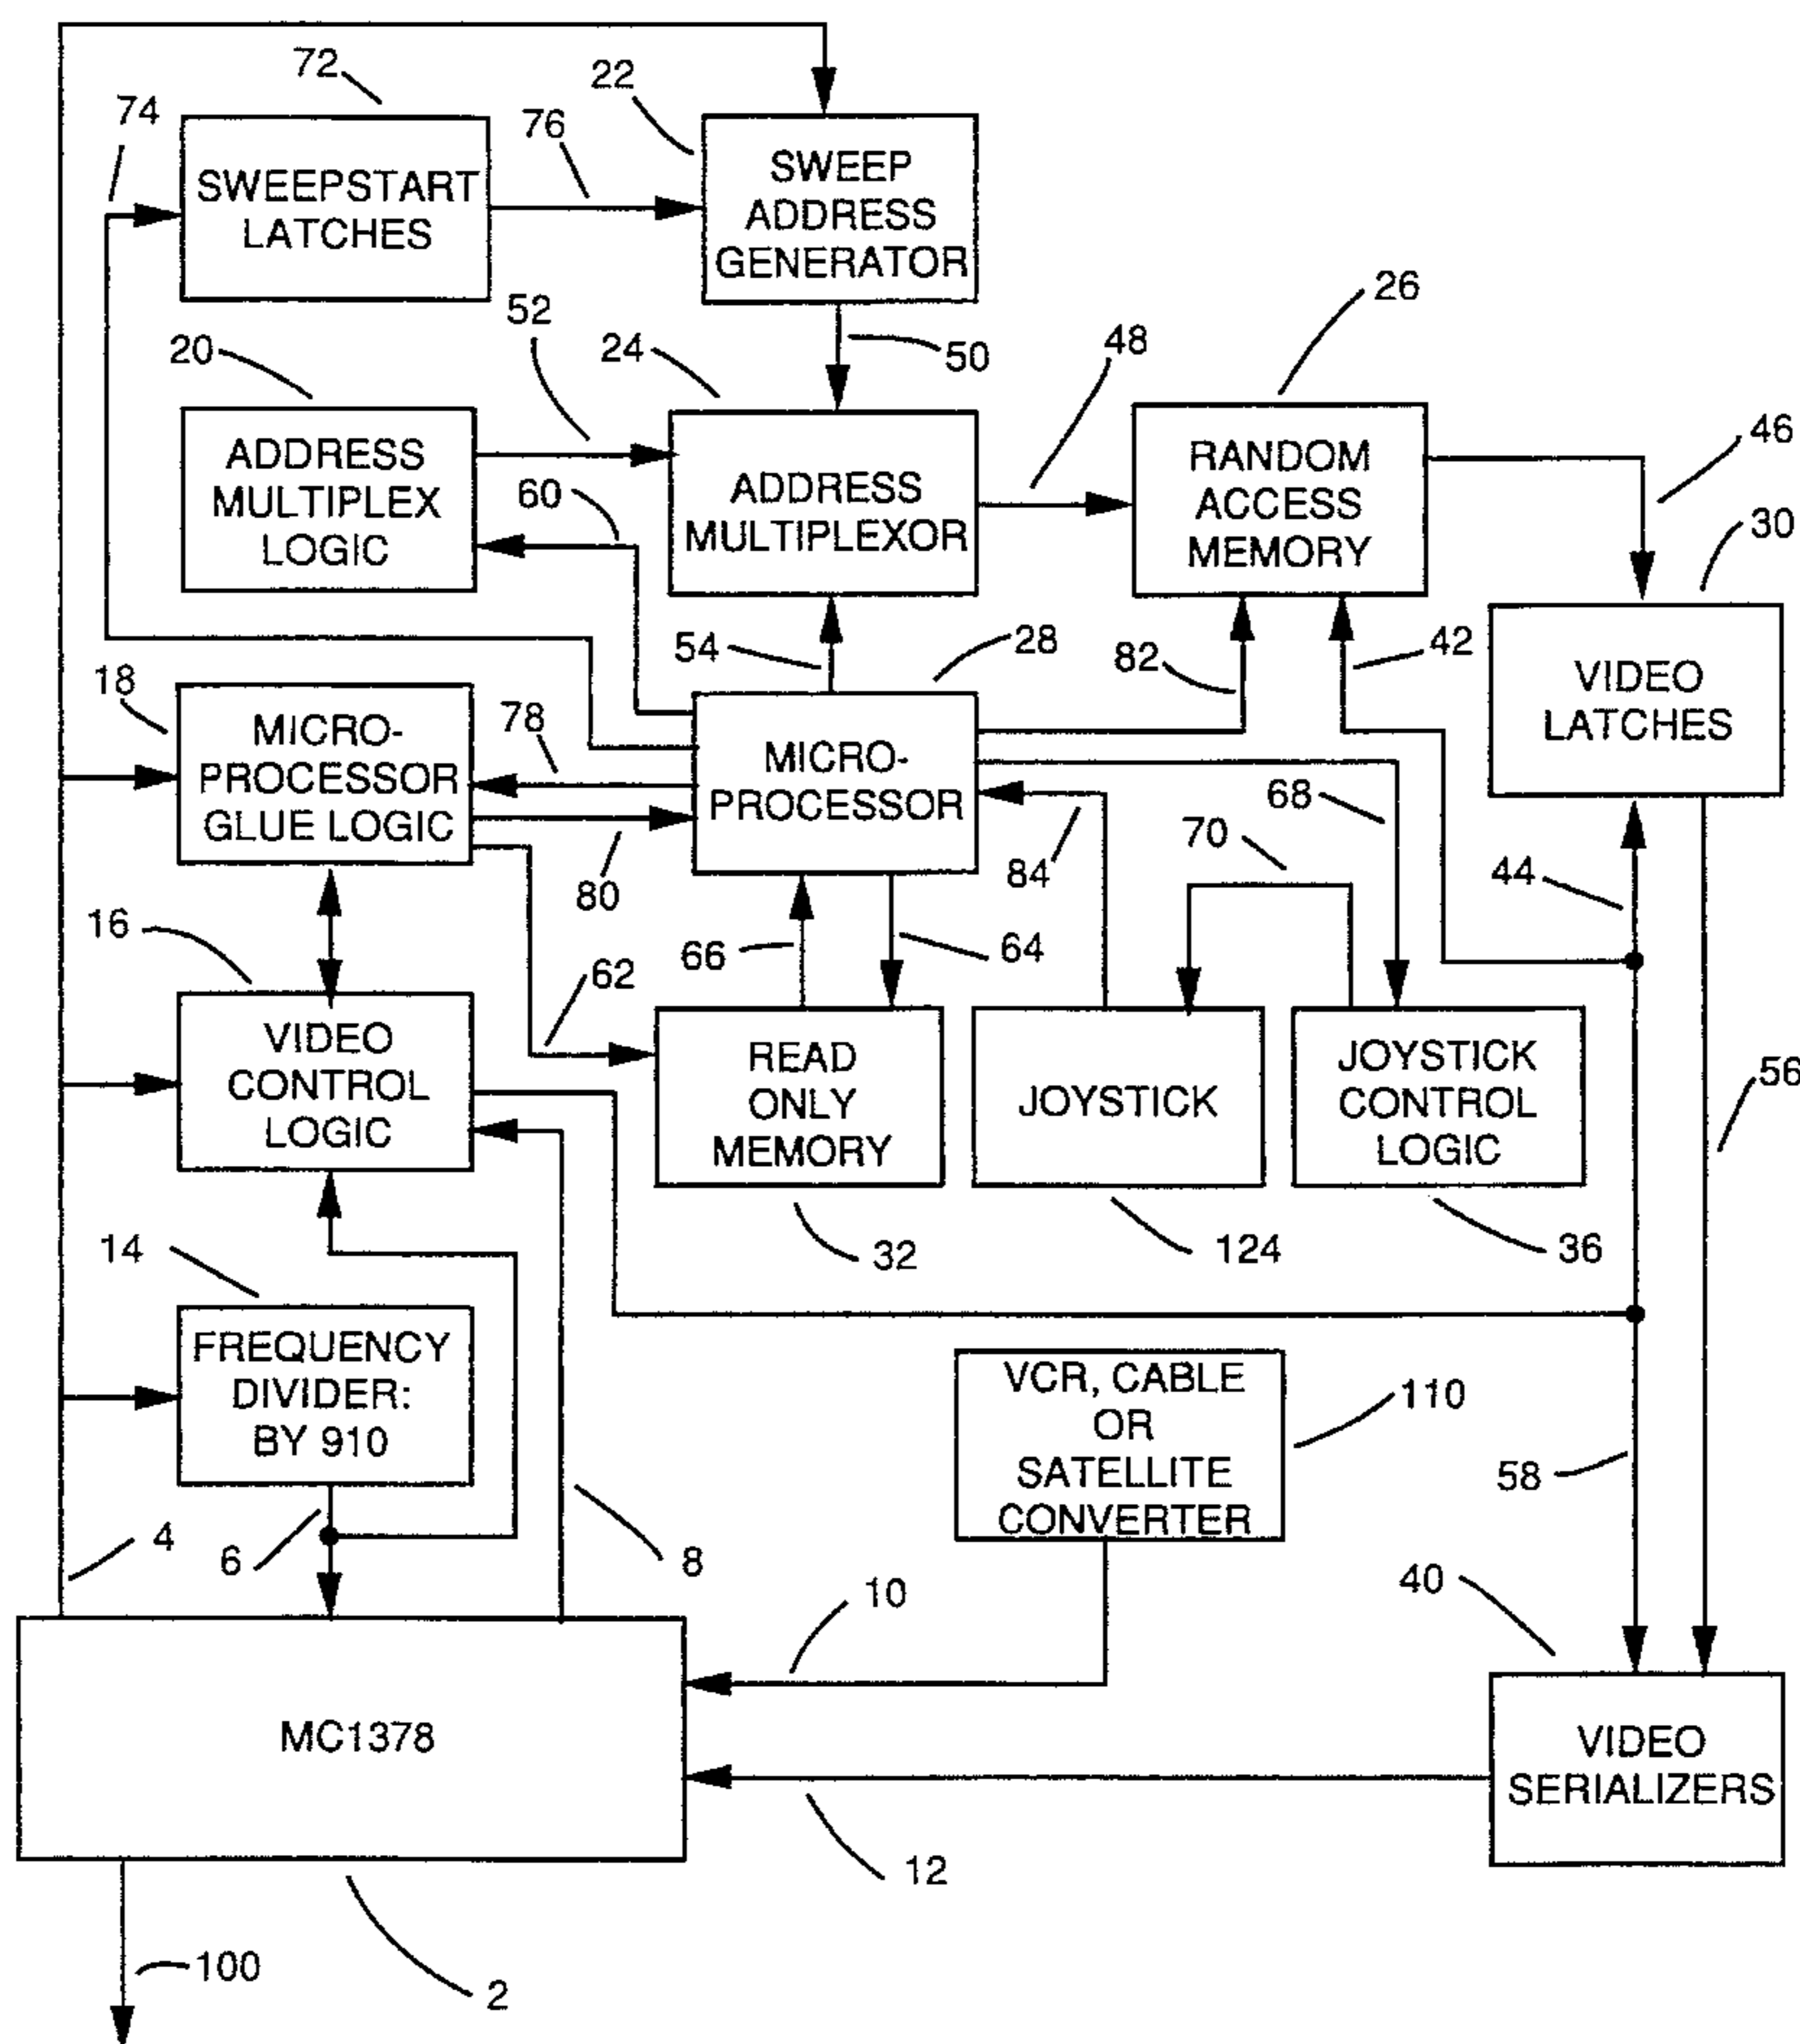 72
22
74
76
SWEEPSTART
LATCHES
SWEEP
ADDRESS
GENERATOR
26
52
20
24
50
48
ADDRESS
MULTIPLEX
LOGIC
60
ADDRESS
MULTIPLEXOR
RANDOM
ACCESS
MEMORY
46
30
54
28
82
42
VIDEO
LATCHES
18
MICRO-
PROCESSOR
GLUE LOGIC
78
MICRO-
PROCESSOR
68
70
80
84
44
16
66
64
62
VIDEO
CONTROL
LOGIC
READ
ONLY
MEMORY
JOYSTICK
JOYSTICK
CONTROL
LOGIC
56
14
32
124
36
FREQUENCY
DIVIDER:
BY 910
VCR, CABLE
OR
SATELLITE
CONVERTER
110
58
4
6
8
10
40
MC1378
VIDEO
SERIALIZERS
12
100
2